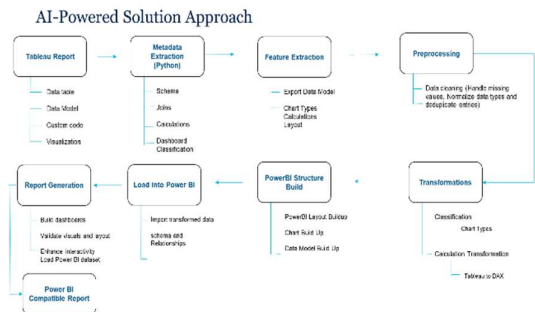 AI-Powered Solution Approach
Tableau Report
Data table
Data Model
Custom code
Visualization
Metadata
Extraction
(Python)
Schema
Joins
Calculations
Dashboard
Classification
Feature Extraction
Export Data Model
Chart Types
Calculations
Layout
Preprocessing
Data cleaning (Handle missing
values, Normalize data types and
deduplicate entries)
Transformations
Classification
Chart Types
Calculation Transformation
Tableau to DAX
PowerBI Structure
Build
PowerBI Layout Buildup
Chart Build Up
Data Model Build Up
Load into Power BI
Import transformed data
schema and
Relationships
Report Generation
Build dashboards
Validate visuals and layout
Enhance interactivity
Load Power BI dataset
Power BI
Compatible Report